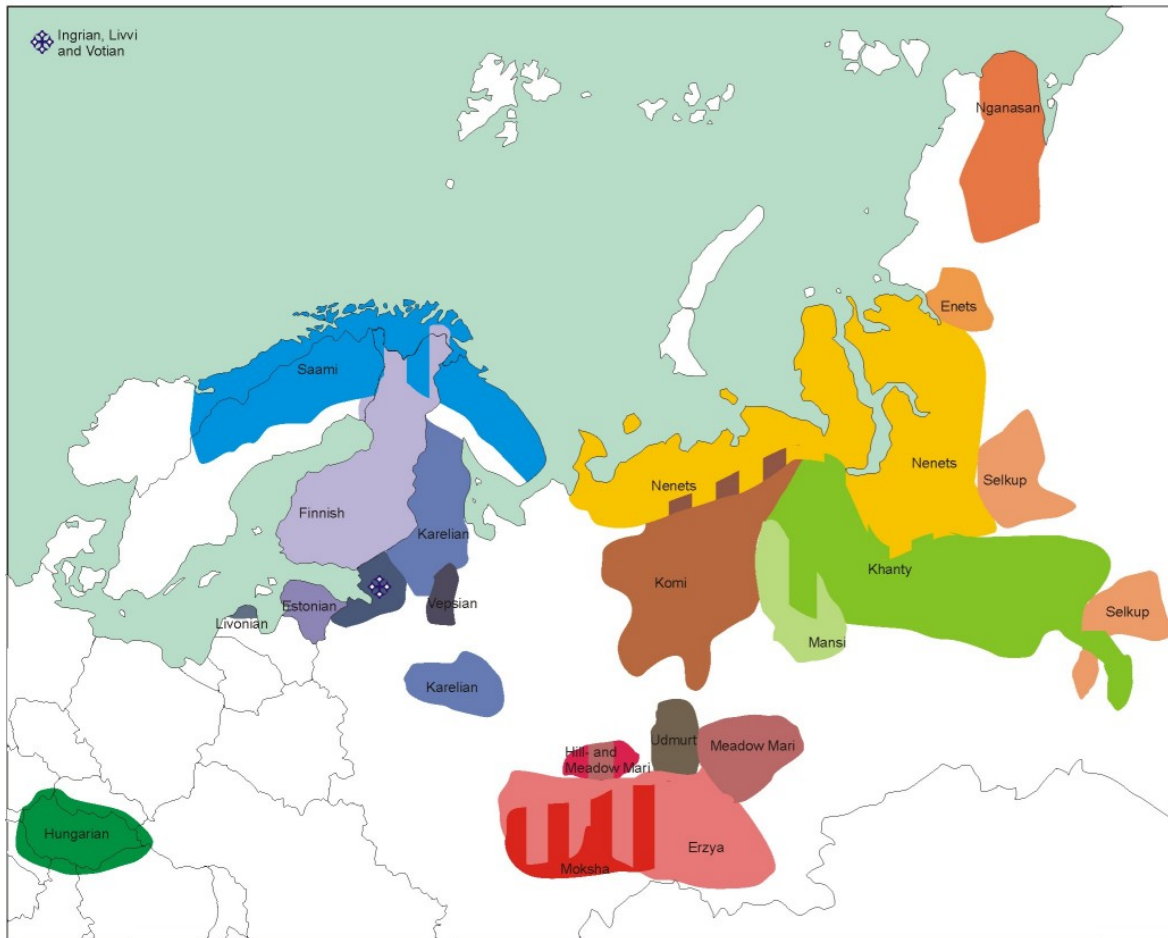 Ingrian, Livvi
and Votian
Nganasan
Enets
Saami
Nenets
Nenets
Selkup
Finnish
Karelian
Komi
Khanty
Estonian
Vepsian
Livonian
Selkup
Mansi
Karelian
Udmurt
Meadow Mari
Hill- and
Meadow Mari
Hungarian
Erzya
Moksha